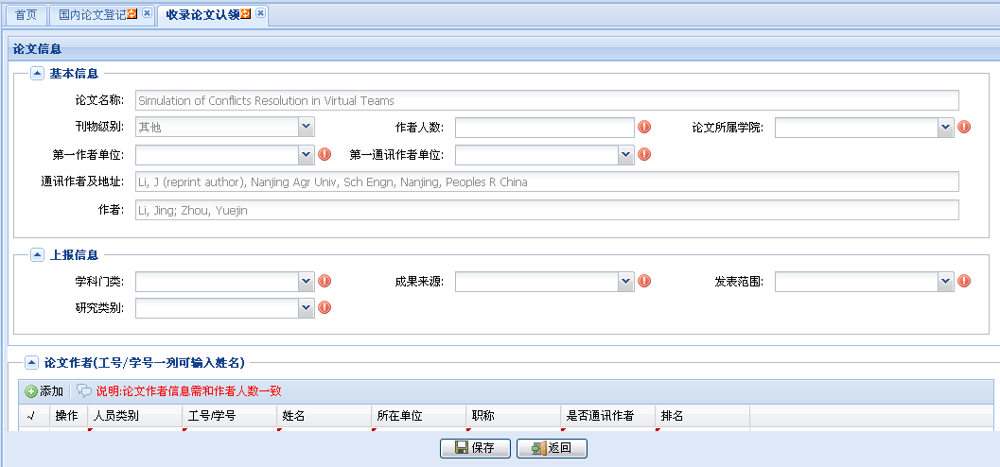 首页 国内论文登记 收录论文认领
论文信息
基本信息
论文名称: Simulation of Conflicts Resolution in Virtual Teams
刊物级别: 其他 作者人数: 论文所属学院:
第一作者单位: 第一通讯作者单位:
通讯作者及地址: Li, J (reprint author), Nanjing Agr Univ, Sch Engn, Nanjing, Peoples R China
作者: Li, Jing; Zhou, Yuejin
上报信息
学科门类: 成果来源: 发表范围:
研究类别:
论文作者(工号/学号一列可输入姓名)
添加 说明:论文作者信息需和作者人数一致
√ 操作 人员类别 工号/学号 姓名 所在单位 职称 是否通讯作者 排名
保存 返回